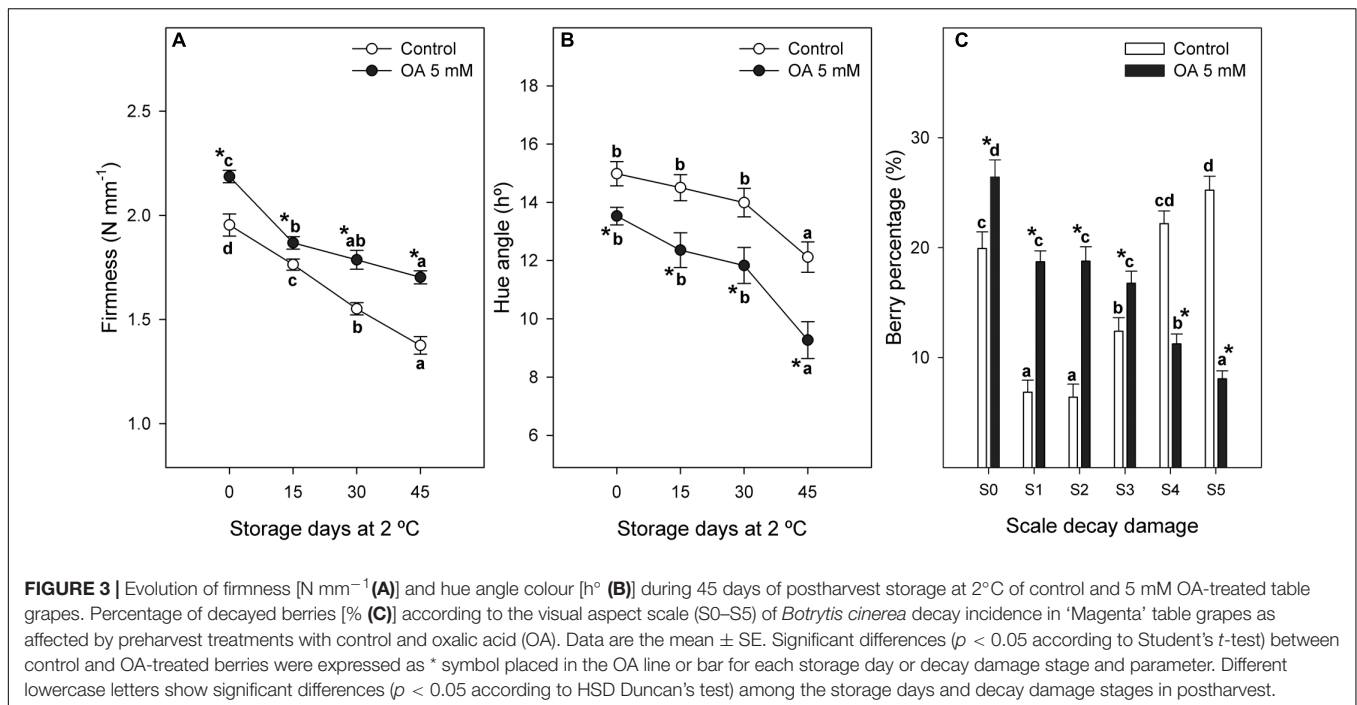 A
Control
OA 5 mM
*
c
*
b
*
ab
*
a
d
c
b
a
2.5
2.0
1.5
1.0
Firmness (N mm-1)
0 15 30 45
Storage days at 2 ºC
B
Control
OA 5 mM
b
b
b
a
*
b
*
b
*
b
*
a
18
16
14
12
10
8
6
Hue angle (hº)
0 15 30 45
Storage days at 2 ºC
C
Control
OA 5 mM
c
*
d
a
*
c
a
*
c
b
*
c
cd
b*
d
a*
30
20
10
Berry percentage (%)
S0 S1 S2 S3 S4 S5
Scale decay damage
FIGURE 3 | Evolution of firmness [N mm−1(A)] and hue angle colour [h° (B)] during 45 days of postharvest storage at 2°C of control and 5 mM OA-treated table
grapes. Percentage of decayed berries [% (C)] according to the visual aspect scale (S0–S5) of Botrytis cinerea decay incidence in ‘Magenta’ table grapes as
affected by preharvest treatments with control and oxalic acid (OA). Data are the mean ± SE. Significant differences (p < 0.05 according to Student’s t-test) between
control and OA-treated berries were expressed as * symbol placed in the OA line or bar for each storage day or decay damage stage and parameter. Different
lowercase letters show significant differences (p < 0.05 according to HSD Duncan’s test) among the storage days and decay damage stages in postharvest.